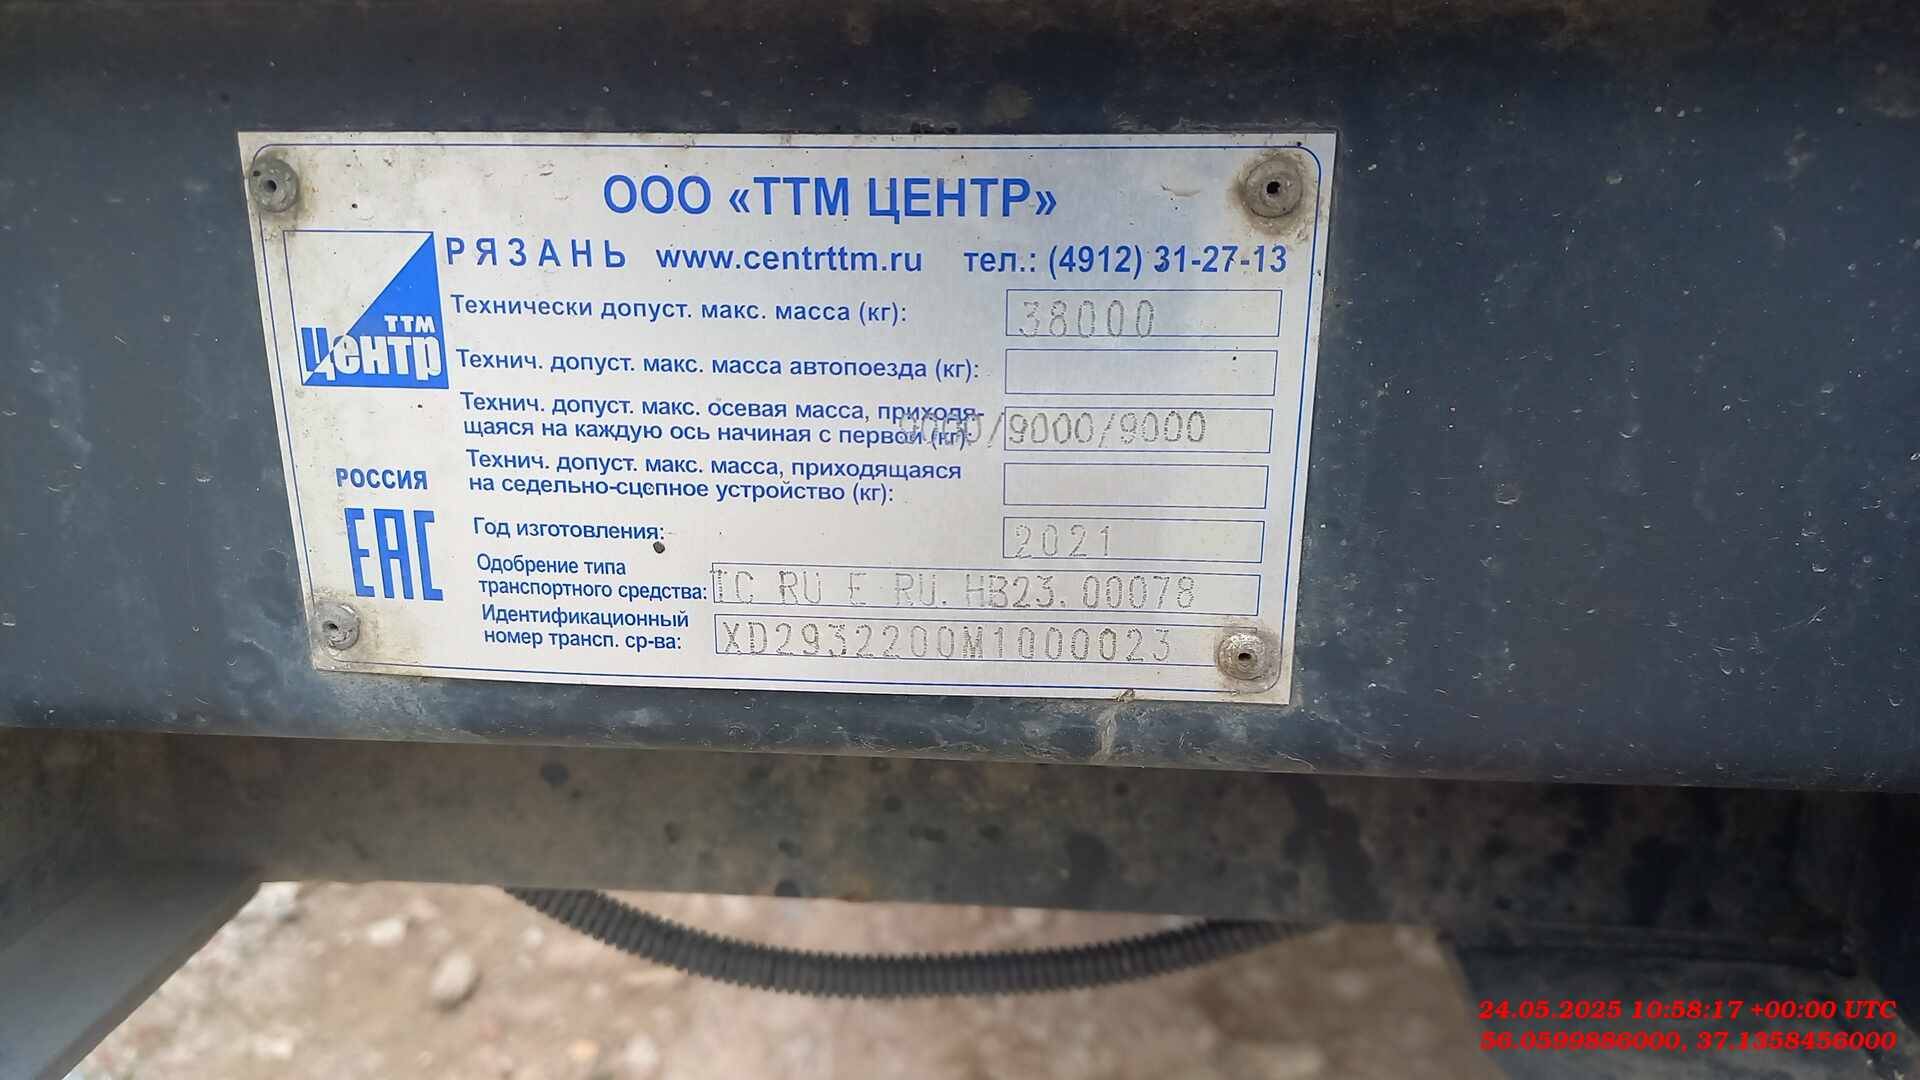 ООО «ТТМ ЦЕНТР»
РЯЗАНЬ www.centrttm.ru тел.: (4912) 31-27-13
ТТМ
Центр
Технически допуст. макс. масса (кг): 38000
Технич. допуст. макс. масса автопоезда (кг):
Технич. допуст. макс. осевая масса, приходя-
щаяся на каждую ось начиная с первой (кг): 9000/9000/9000
Технич. допуст. макс. масса, приходящаяся
на седельно-сцепное устройство (кг):
РОССИЯ
ЕАС
Год изготовления: 2021
Одобрение типа
транспортного средства: TC RU E RU.HB23.00078
Идентификационный
номер трансп. ср-ва: XD2932200M1000023
24.05.2025 10:58:17 +00:00 UTC
56.0599886000, 37.1358456000